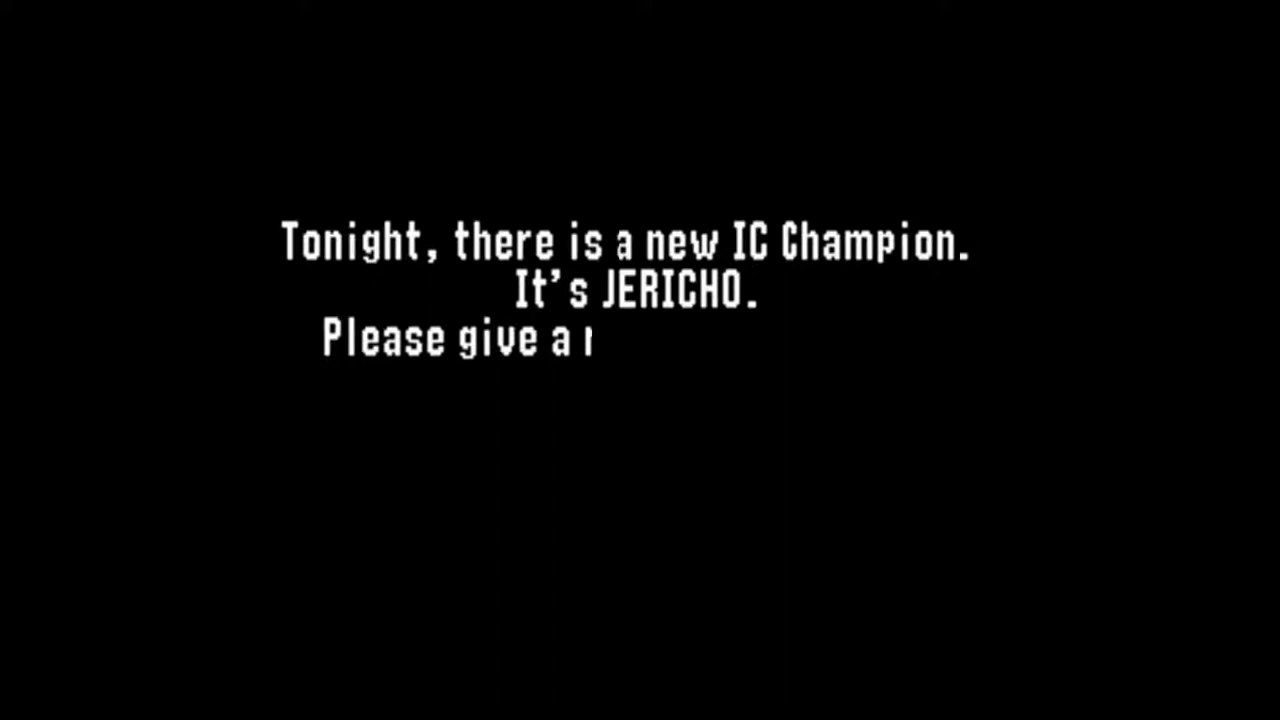 Tonight, there is a new IC Champion.
It's JERICHO.
Please give a